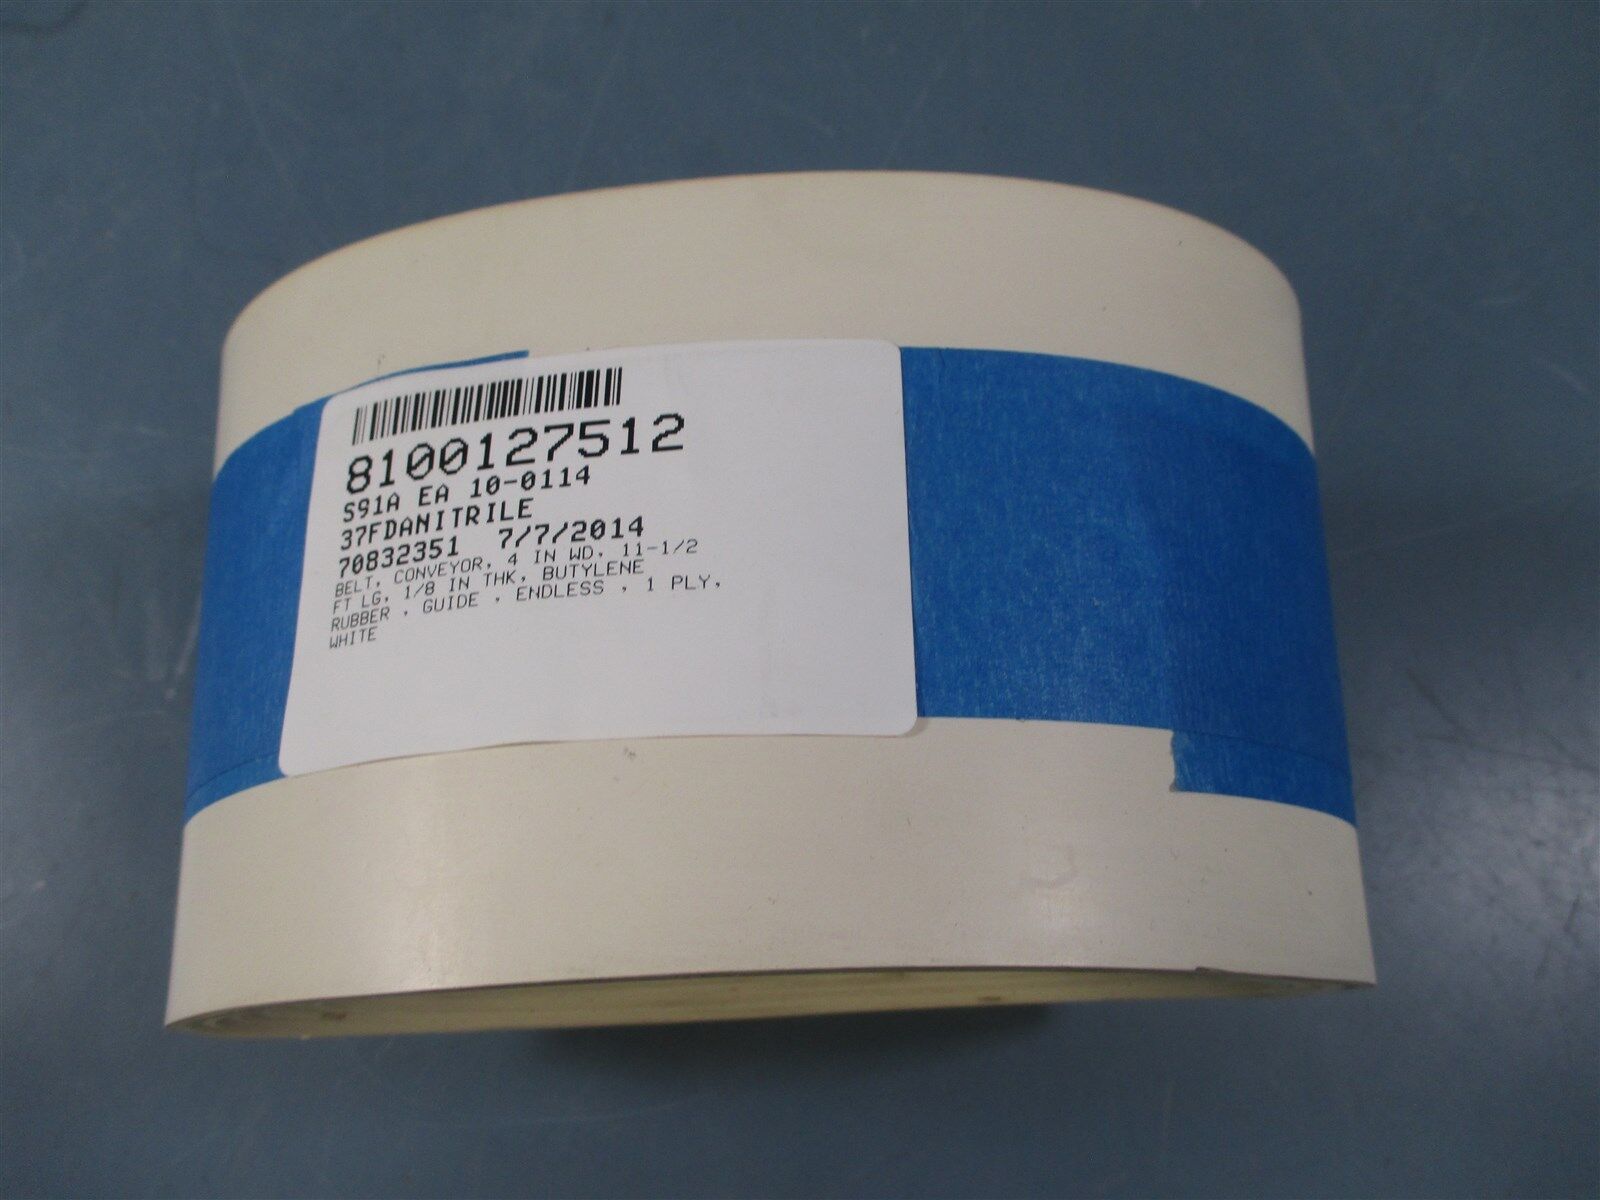 8100127512
S91A EA 10-0114
37FDANITRILE
70832351 7/7/2014
BELT, CONVEYOR, 4 IN WD, 11-1/2
FT LG, 1/8 IN THK, BUTYLENE
RUBBER , GUIDE , ENDLESS , 1 PLY,
WHITE